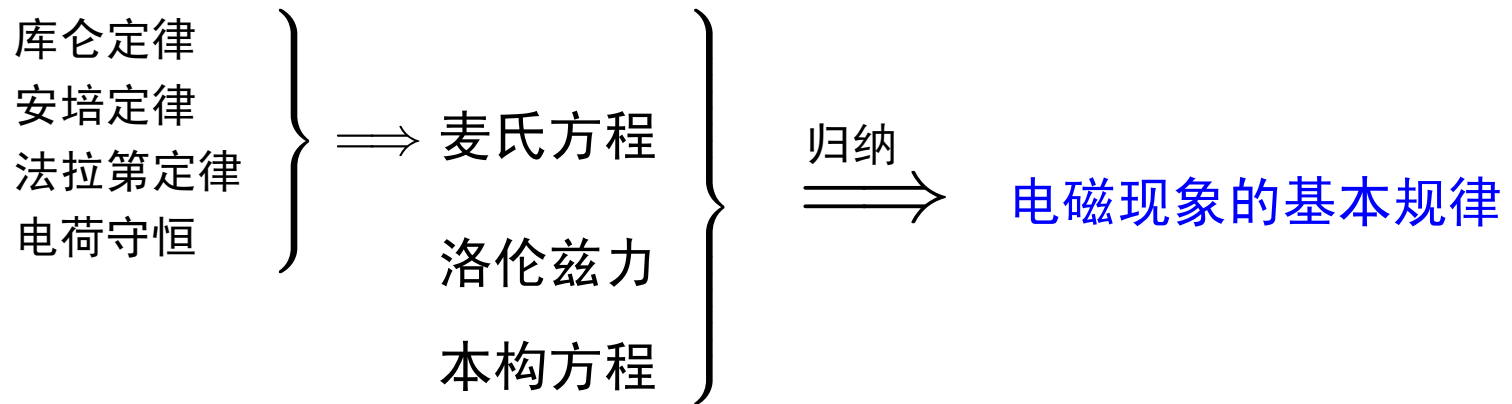 库仑定律
安培定律
法拉第定律
电荷守恒
⟹ 麦氏方程
洛伦兹力
本构方程
归纳
⟹
电磁现象的基本规律